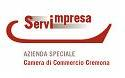 Servimpresa
AZIENDA SPECIALE
Camera di Commercio Cremona